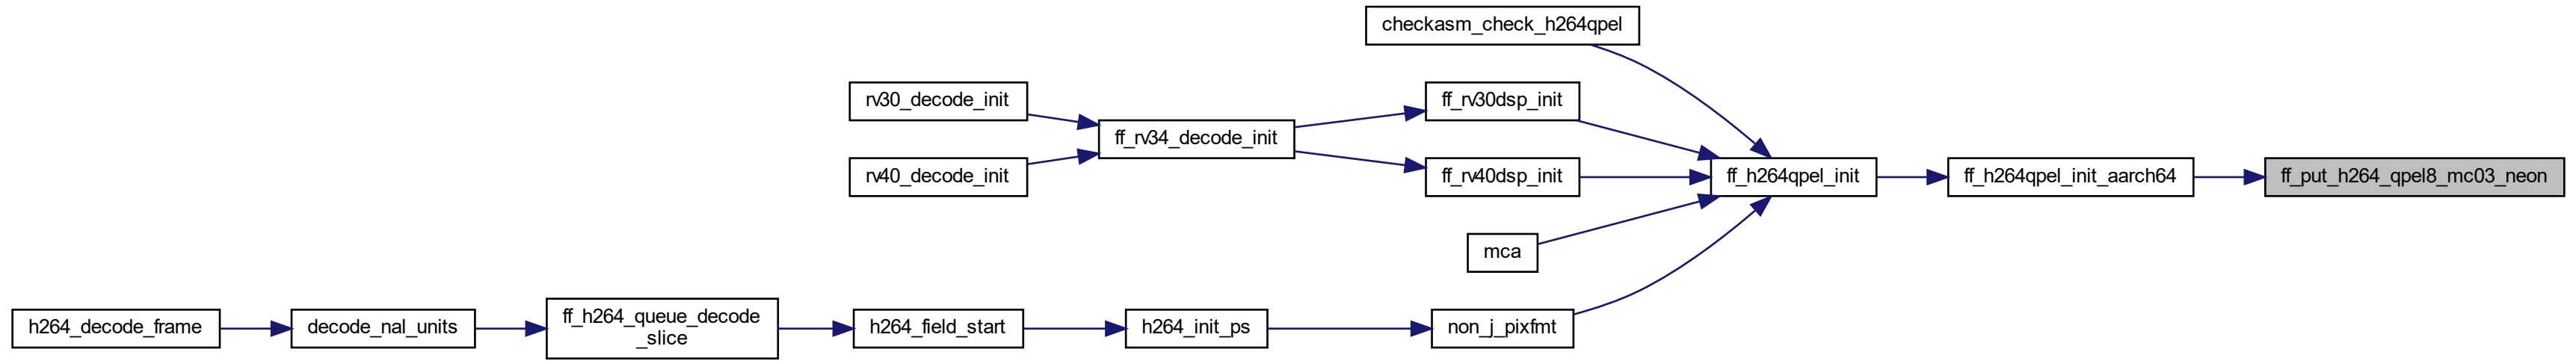 checkasm_check_h264qpel
rv30_decode_init
ff_rv30dsp_init
ff_rv34_decode_init
rv40_decode_init
ff_rv40dsp_init
ff_h264qpel_init
ff_h264qpel_init_aarch64
ff_put_h264_qpel8_mc03_neon
mca
h264_decode_frame
decode_nal_units
ff_h264_queue_decode
_slice
h264_field_start
h264_init_ps
non_j_pixfmt